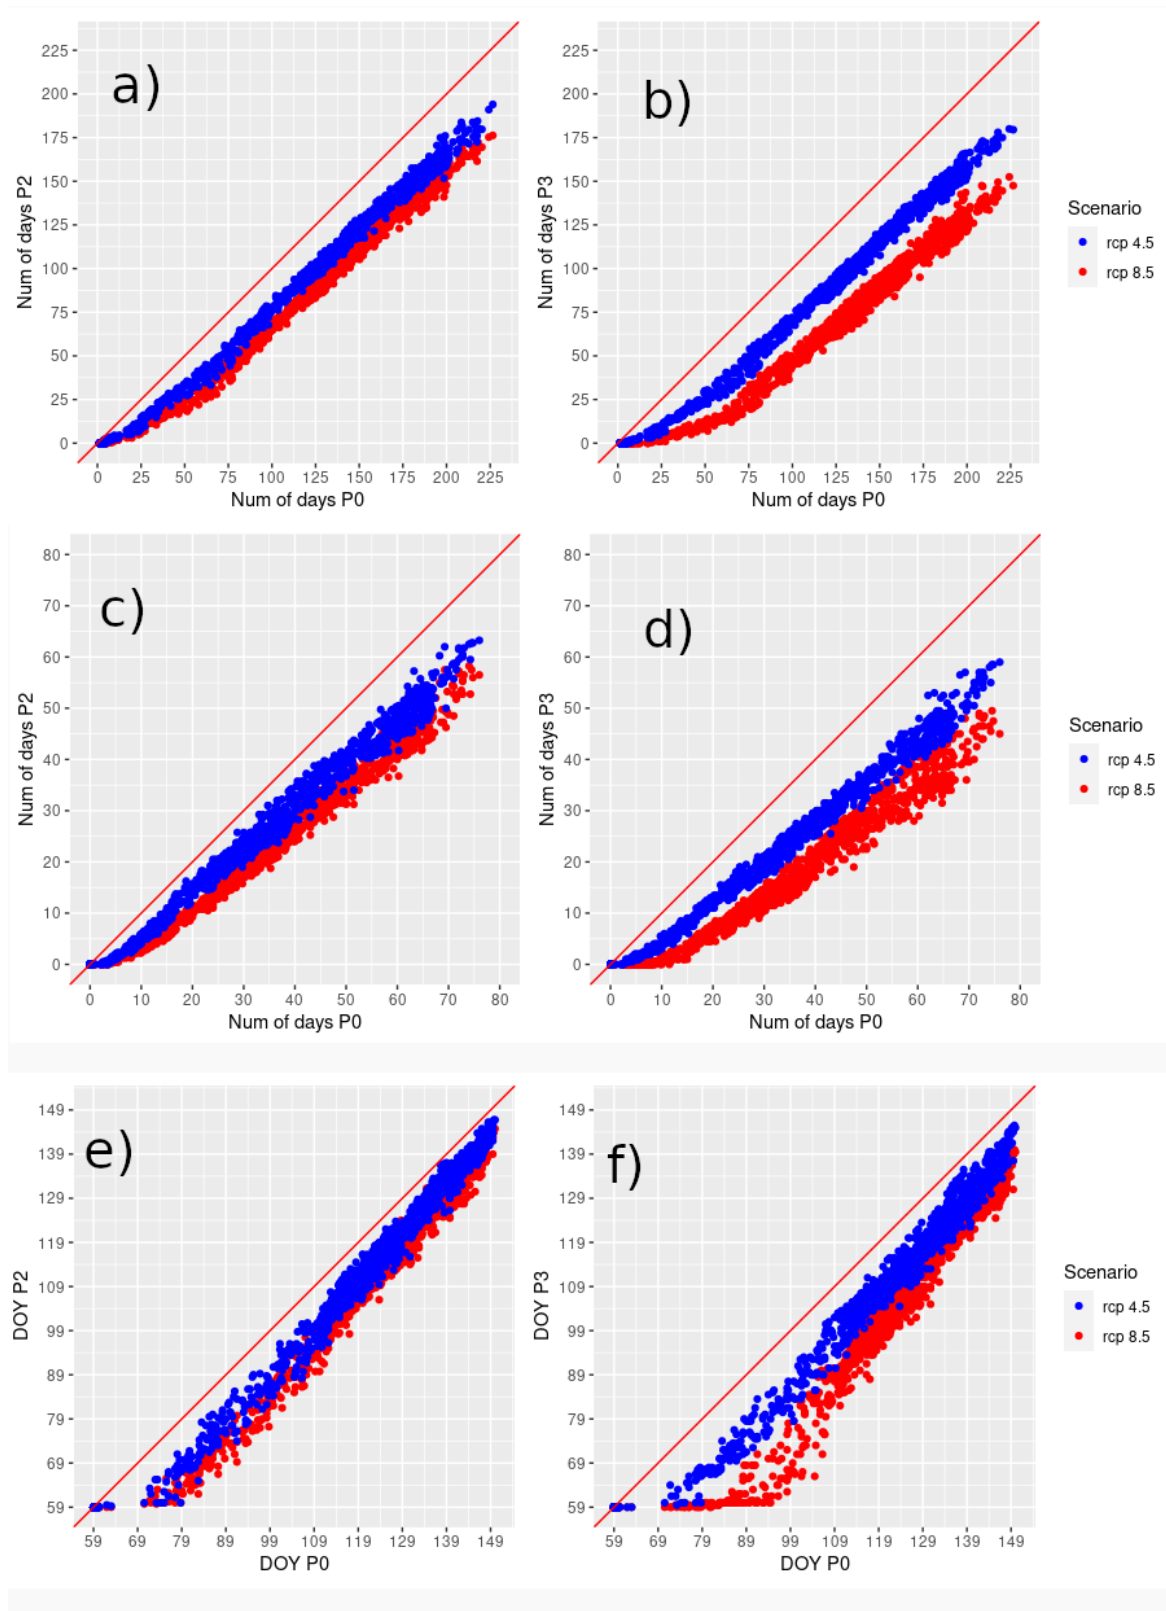 a)
225
200
175
150
125
100
75
50
25
0
Num of days P2
0 25 50 75 100 125 150 175 200 225
Num of days P0
b)
225
200
175
150
125
100
75
50
25
0
Num of days P3
0 25 50 75 100 125 150 175 200 225
Num of days P0
Scenario
rcp 4.5
rcp 8.5
c)
80
70
60
50
40
30
20
10
0
Num of days P2
0 10 20 30 40 50 60 70 80
Num of days P0
d)
80
70
60
50
40
30
20
10
0
Num of days P3
0 10 20 30 40 50 60 70 80
Num of days P0
Scenario
rcp 4.5
rcp 8.5
e)
149
139
129
119
109
99
89
79
69
59
DOY P2
59 69 79 89 99 109 119 129 139 149
DOY P0
f)
149
139
129
119
109
99
89
79
69
59
DOY P3
59 69 79 89 99 109 119 129 139 149
DOY P0
Scenario
rcp 4.5
rcp 8.5